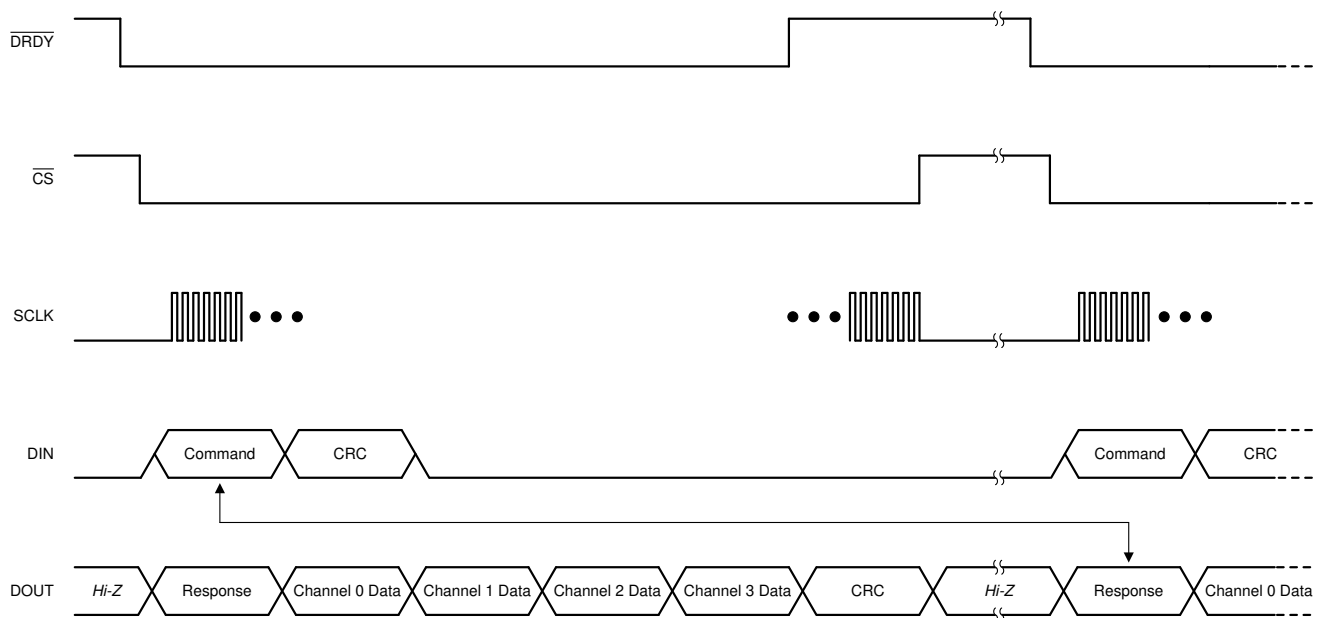 DRDY
CS
SCLK
DIN
Command
CRC
Command
CRC
DOUT
Hi-Z
Response
Channel 0 Data
Channel 1 Data
Channel 2 Data
Channel 3 Data
CRC
Hi-Z
Response
Channel 0 Data